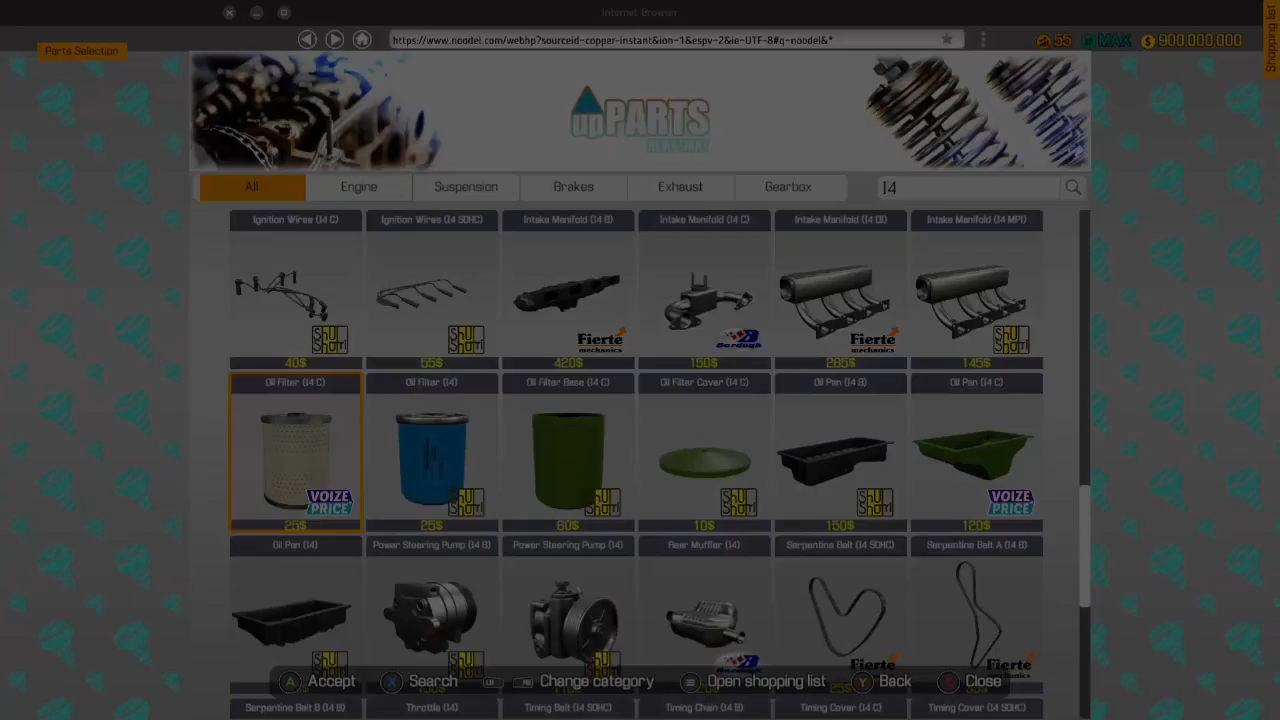 Internet Browser
https://www.noodel.com/webhp?sourceid-copper-instant&ion-1&espv-2&ie-UTF-8#q-noodel&*
55 MAX $ 900,000,000
Parts Selection
Shopping list
upPARTS
All Engine Suspension Brakes Exhaust Gearbox I4
Ignition Wires (I4 C) Ignition Wires (I4 SOHC) Intake Manifold (I4 B) Intake Manifold (I4 C) Intake Manifold (I4 DI) Intake Manifold (I4 MPI)
Fierte mechanics Bordogh Fierte mechanics
40$ 55$ 420$ 150$ 265$ 145$
Oil Filter (I4 C) Oil Filter (I4) Oil Filter Base (I4 C) Oil Filter Cover (I4 C) Oil Pan (I4 B) Oil Pan (I4 C)
VOIZE PRICE VOIZE PRICE
25$ 25$ 60$ 10$ 150$ 120$
Oil Pan (I4) Power Steering Pump (I4 B) Power Steering Pump (I4) Rear Muffler (I4) Serpentine Belt (I4 SOHC) Serpentine Belt A (I4 B)
Fierte mechanics Fierte mechanics
A Accept X Search Change category Open shopping list Y Back Close
Serpentine Belt B (I4 B) Throttle (I4) Timing Belt (I4 SOHC) Timing Chain (I4 B) Timing Cover (I4 C) Timing Cover (I4 SOHC)